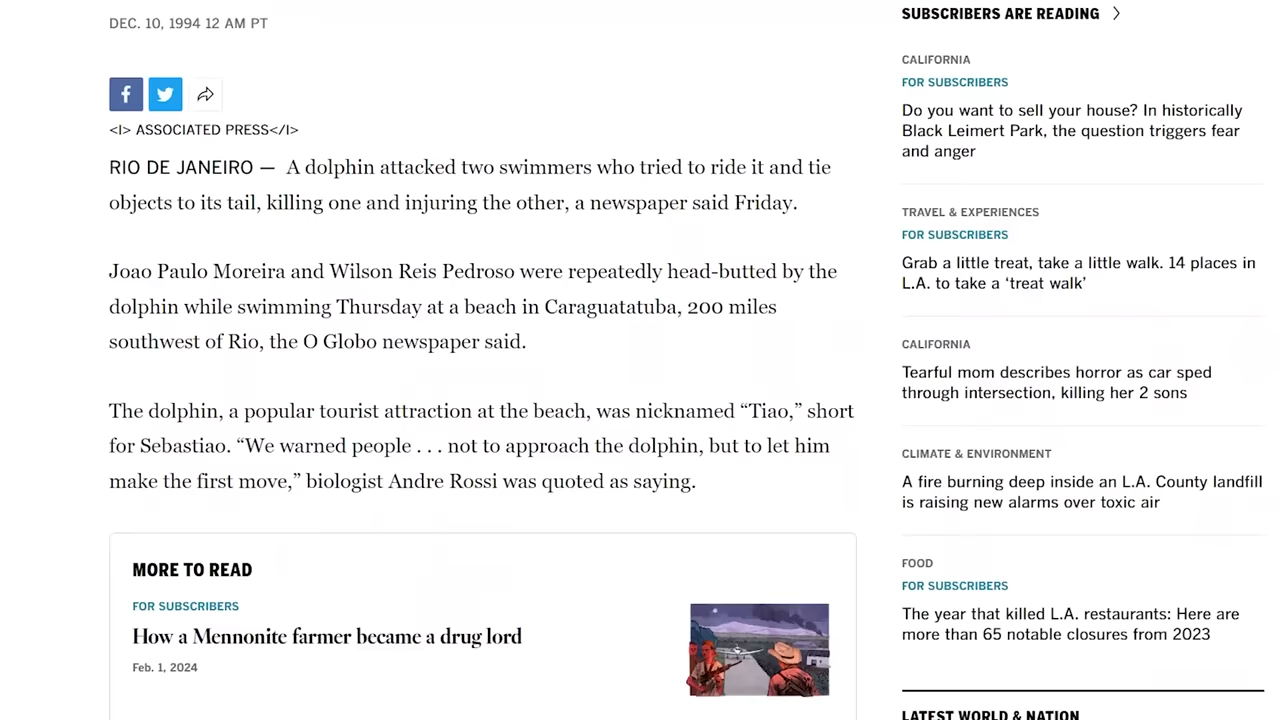 DEC. 10, 1994 12 AM PT
<I> ASSOCIATED PRESS</I>
RIO DE JANEIRO — A dolphin attacked two swimmers who tried to ride it and tie
objects to its tail, killing one and injuring the other, a newspaper said Friday.
Joao Paulo Moreira and Wilson Reis Pedroso were repeatedly head-butted by the
dolphin while swimming Thursday at a beach in Caraguatatuba, 200 miles
southwest of Rio, the O Globo newspaper said.
The dolphin, a popular tourist attraction at the beach, was nicknamed “Tiao,” short
for Sebastiao. “We warned people . . . not to approach the dolphin, but to let him
make the first move,” biologist Andre Rossi was quoted as saying.
MORE TO READ
FOR SUBSCRIBERS
How a Mennonite farmer became a drug lord
Feb. 1, 2024
SUBSCRIBERS ARE READING
CALIFORNIA
FOR SUBSCRIBERS
Do you want to sell your house? In historically
Black Leimert Park, the question triggers fear
and anger
TRAVEL & EXPERIENCES
FOR SUBSCRIBERS
Grab a little treat, take a little walk. 14 places in
L.A. to take a ‘treat walk’
CALIFORNIA
Tearful mom describes horror as car sped
through intersection, killing her 2 sons
CLIMATE & ENVIRONMENT
A fire burning deep inside an L.A. County landfill
is raising new alarms over toxic air
FOOD
FOR SUBSCRIBERS
The year that killed L.A. restaurants: Here are
more than 65 notable closures from 2023
LATEST WORLD & NATION